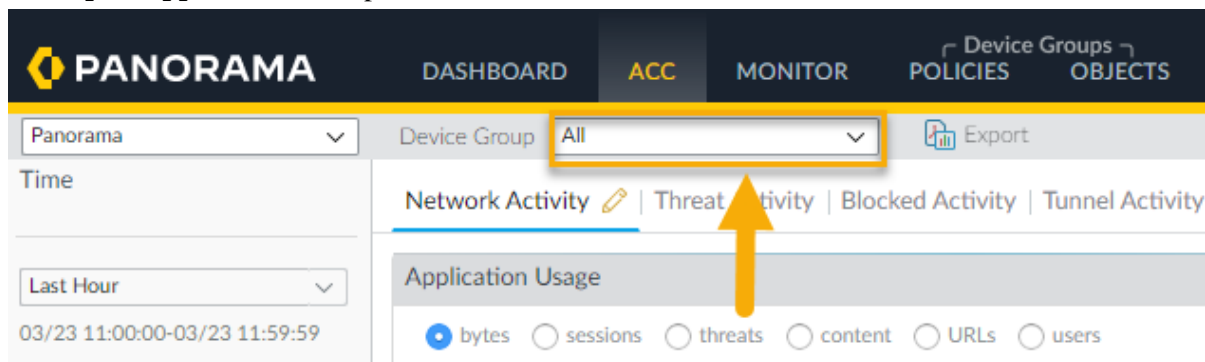 PANORAMA
Device Groups
DASHBOARD ACC MONITOR POLICIES OBJECTS
Panorama Device Group All Export
Time
Network Activity | Threat Activity | Blocked Activity | Tunnel Activity
Application Usage
Last Hour
03/23 11:00:00-03/23 11:59:59
bytes sessions threats content URLs users